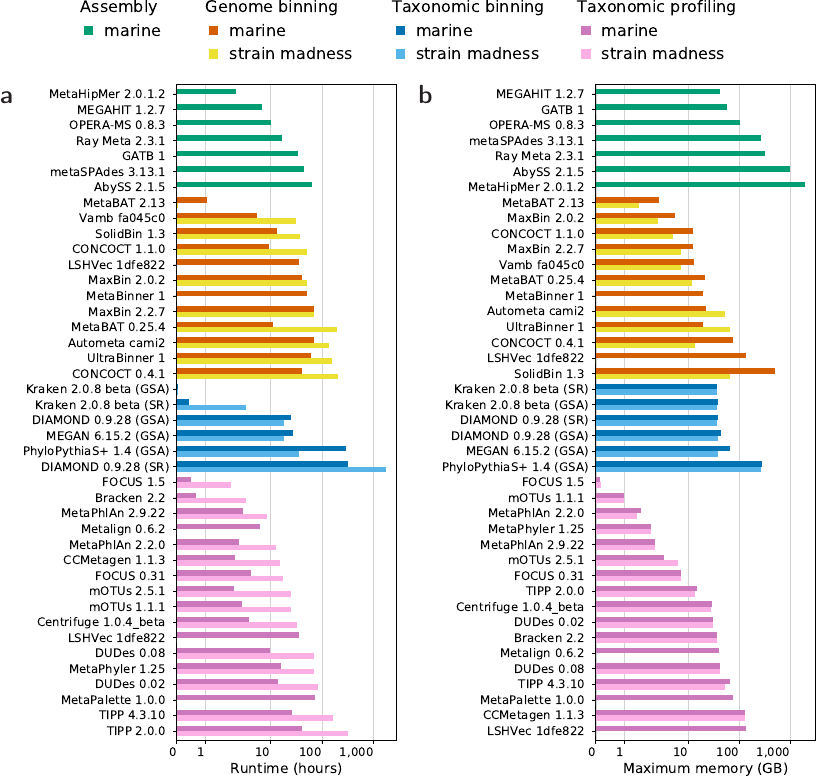 Assembly Genome binning Taxonomic binning Taxonomic profiling
marine marine marine marine
strain madness strain madness strain madness
a
MetaHipMer 2.0.1.2
MEGAHIT 1.2.7
OPERA-MS 0.8.3
Ray Meta 2.3.1
GATB 1
metaSPAdes 3.13.1
AbySS 2.1.5
MetaBAT 2.13
Vamb fa045c0
SolidBin 1.3
CONCOCT 1.1.0
LSHVec 1dfe822
MaxBin 2.0.2
MetaBinner 1
MaxBin 2.2.7
MetaBAT 0.25.4
Autometa cami2
UltraBinner 1
CONCOCT 0.4.1
Kraken 2.0.8 beta (GSA)
Kraken 2.0.8 beta (SR)
DIAMOND 0.9.28 (GSA)
MEGAN 6.15.2 (GSA)
PhyloPythiaS+ 1.4 (GSA)
DIAMOND 0.9.28 (SR)
FOCUS 1.5
Bracken 2.2
MetaPhlAn 2.9.22
Metalign 0.6.2
MetaPhlAn 2.2.0
CCMetagen 1.1.3
FOCUS 0.31
mOTUs 2.5.1
mOTUs 1.1.1
Centrifuge 1.0.4_beta
LSHVec 1dfe822
DUDes 0.08
MetaPhyler 1.25
DUDes 0.02
MetaPalette 1.0.0
TIPP 4.3.10
TIPP 2.0.0
0 1 10 100 1,000
Runtime (hours)
b
MEGAHIT 1.2.7
GATB 1
OPERA-MS 0.8.3
metaSPAdes 3.13.1
Ray Meta 2.3.1
AbySS 2.1.5
MetaHipMer 2.0.1.2
MetaBAT 2.13
MaxBin 2.0.2
CONCOCT 1.1.0
MaxBin 2.2.7
Vamb fa045c0
MetaBAT 0.25.4
MetaBinner 1
Autometa cami2
UltraBinner 1
CONCOCT 0.4.1
LSHVec 1dfe822
SolidBin 1.3
Kraken 2.0.8 beta (SR)
Kraken 2.0.8 beta (GSA)
DIAMOND 0.9.28 (SR)
DIAMOND 0.9.28 (GSA)
MEGAN 6.15.2 (GSA)
PhyloPythiaS+ 1.4 (GSA)
FOCUS 1.5
mOTUs 1.1.1
MetaPhlAn 2.2.0
MetaPhyler 1.25
MetaPhlAn 2.9.22
mOTUs 2.5.1
FOCUS 0.31
TIPP 2.0.0
Centrifuge 1.0.4_beta
DUDes 0.02
Bracken 2.2
Metalign 0.6.2
DUDes 0.08
TIPP 4.3.10
MetaPalette 1.0.0
CCMetagen 1.1.3
LSHVec 1dfe822
0 1 10 100 1,000
Maximum memory (GB)